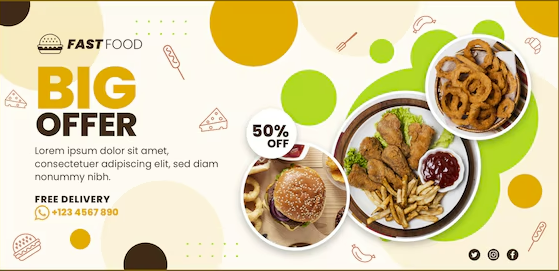 FAST FOOD
BIG
OFFER
Lorem ipsum dolor sit amet,
consectetuer adipiscing elit, sed diam
nonummy nibh.
FREE DELIVERY
+123 4567 890
50%
OFF